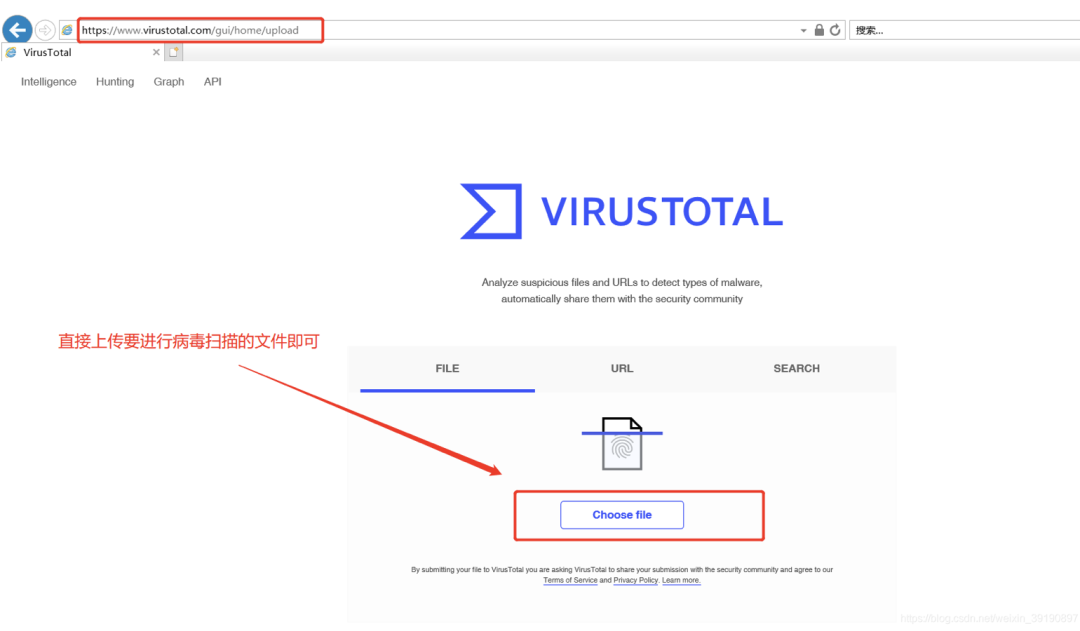 https://www.virustotal.com/gui/home/upload
搜索...
VirusTotal
Intelligence Hunting Graph API
VIRUSTOTAL
Analyze suspicious files and URLs to detect types of malware,
automatically share them with the security community
直接上传要进行病毒扫描的文件即可
FILE URL SEARCH
Choose file
By submitting your file to VirusTotal you are asking VirusTotal to share your submission with the security community and agree to our
Terms of Service and Privacy Policy. Learn more.
https://blog.csdn.net/weixin_39190897